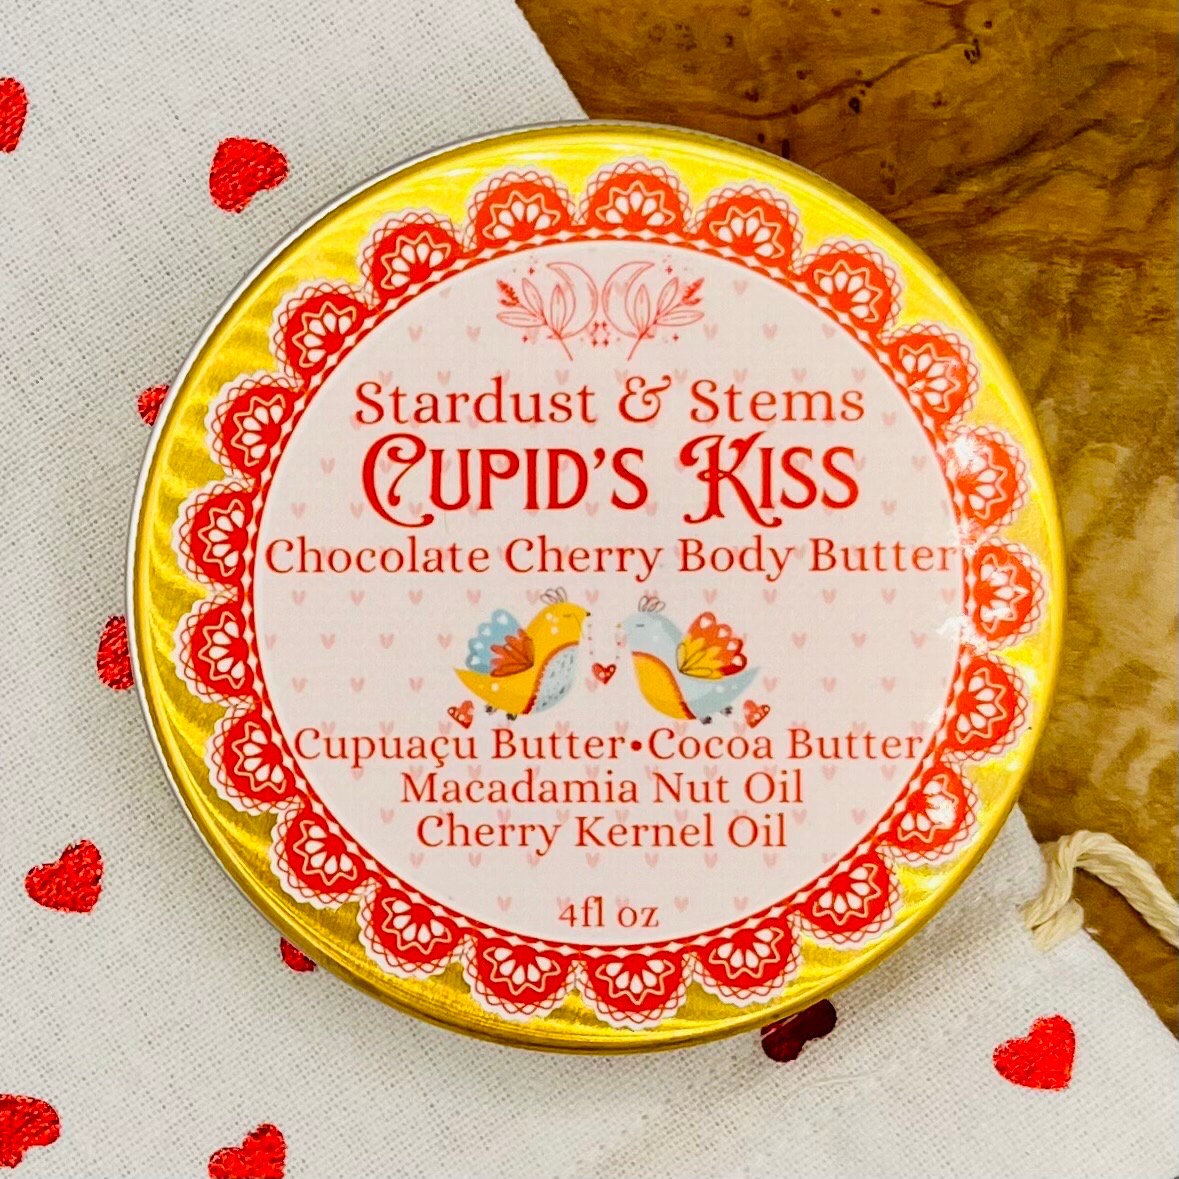 Stardust & Stems
CUPID'S KISS
Chocolate Cherry Body Butter
Cupuaçu Butter•Cocoa Butter
Macadamia Nut Oil
Cherry Kernel Oil
4fl oz